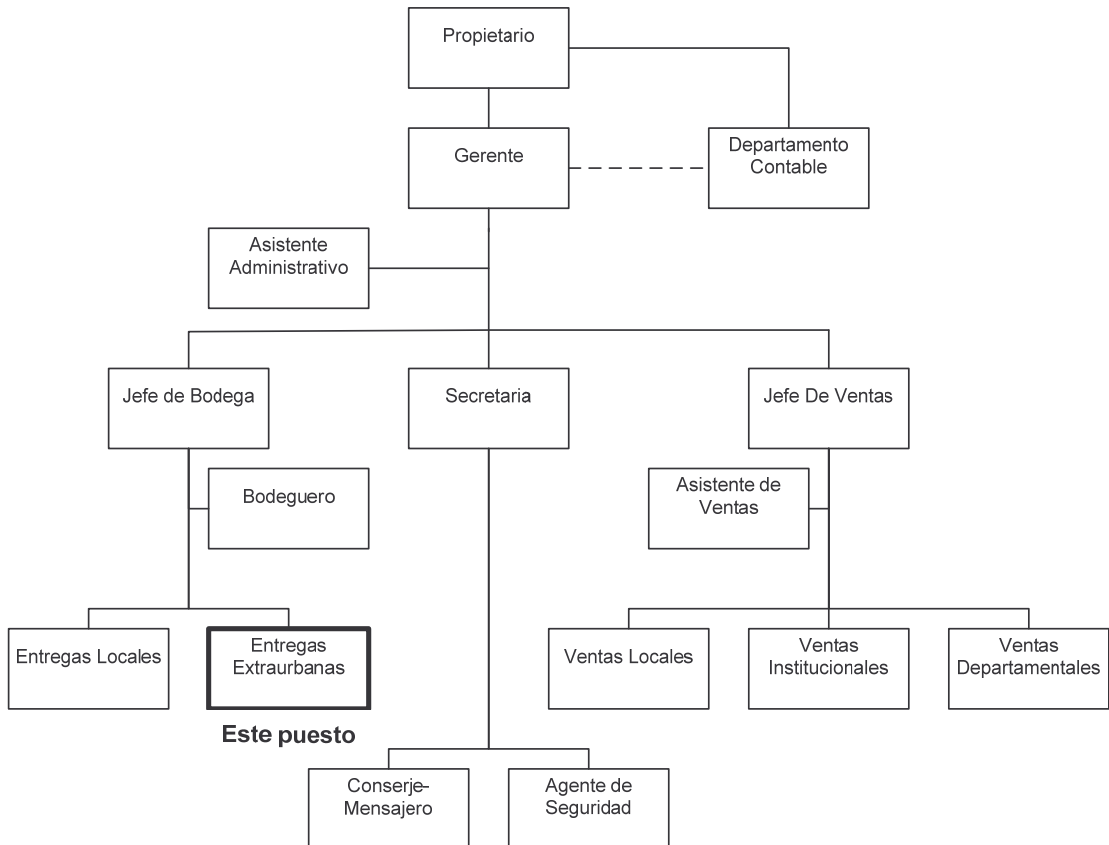 Propietario
Gerente
Departamento
Contable
Asistente
Administrativo
Jefe de Bodega
Secretaria
Jefe De Ventas
Bodeguero
Asistente de
Ventas
Entregas Locales
Entregas
Extraurbanas
Ventas Locales
Ventas
Institucionales
Ventas
Departamentales
Este puesto
Conserje-
Mensajero
Agente de
Seguridad